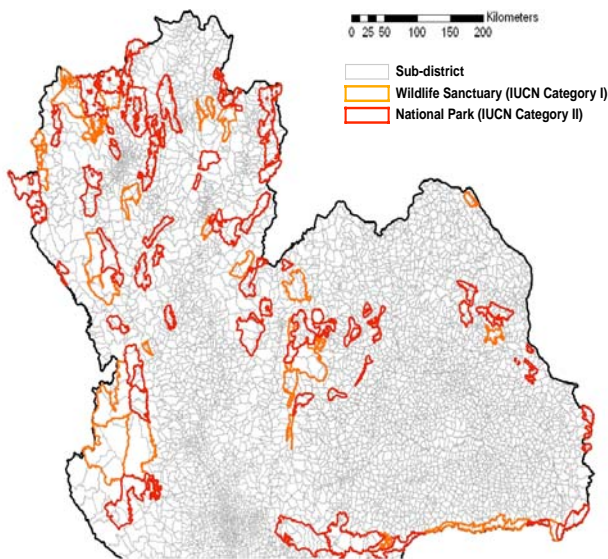 Kilometers
0 25 50 100 150 200
Sub-district
Wildlife Sanctuary (IUCN Category I)
National Park (IUCN Category II)